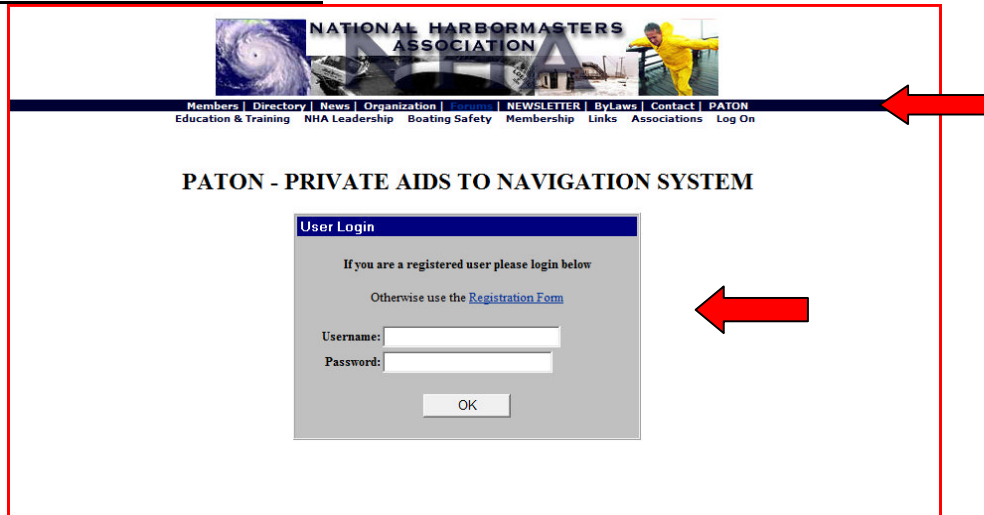 NATIONAL HARBORMASTERS
ASSOCIATION
NHA
Members | Directory | News | Organization | Forums | NEWSLETTER | ByLaws | Contact | PATON
Education & Training NHA Leadership Boating Safety Membership Links Associations Log On
PATON - PRIVATE AIDS TO NAVIGATION SYSTEM
User Login
If you are a registered user please login below
Otherwise use the Registration Form
Username:
Password:
OK